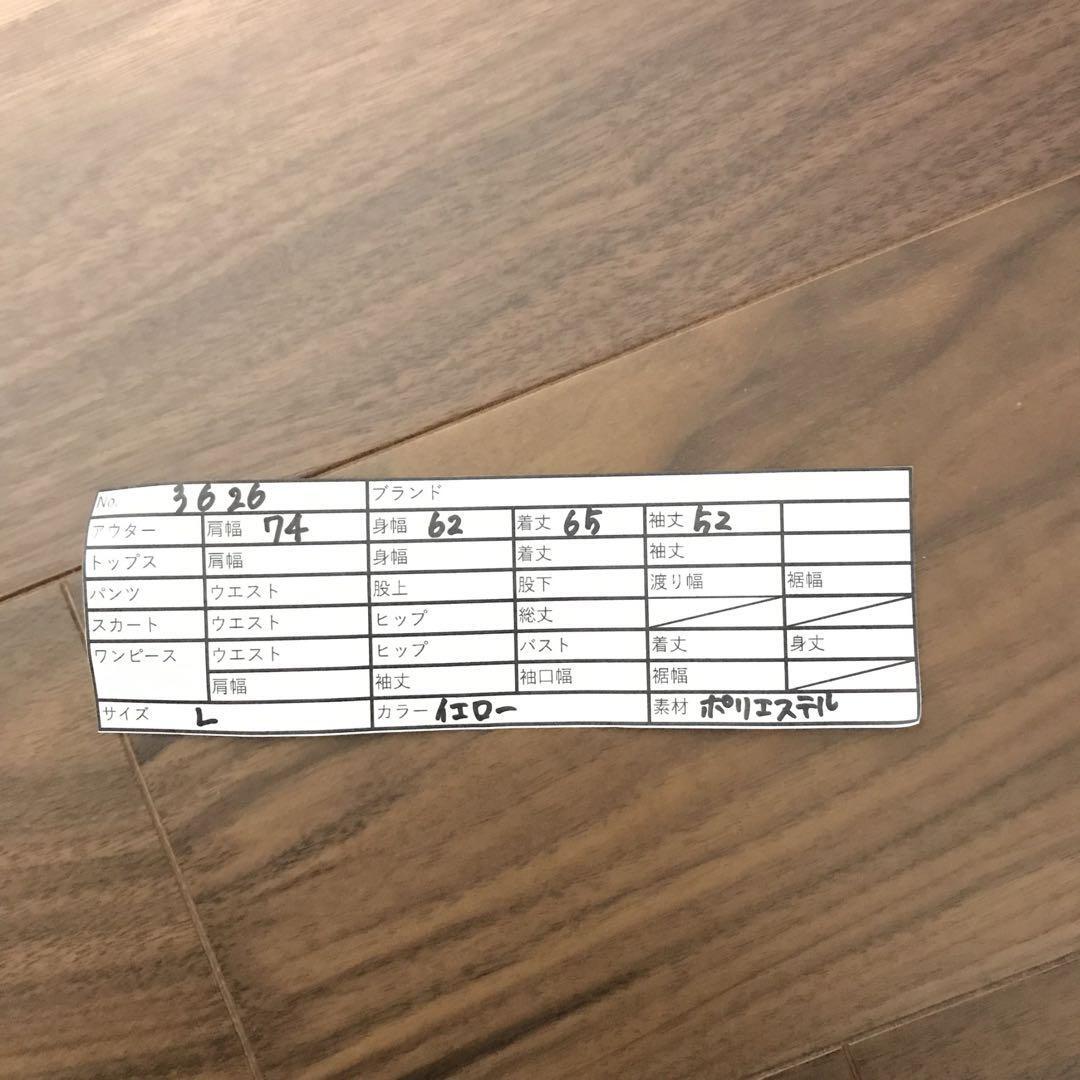 No. 3626 ブランド
アウター 肩幅 74 身幅 62 着丈 65 袖丈 52
トップス 肩幅 身幅 着丈 袖丈
パンツ ウエスト 股上 股下 渡り幅 裾幅
スカート ウエスト ヒップ 総丈
ワンピース ウエスト ヒップ バスト 着丈 身丈
肩幅 袖丈 袖口幅 裾幅
サイズ L カラー イエロー 素材 ポリエステル